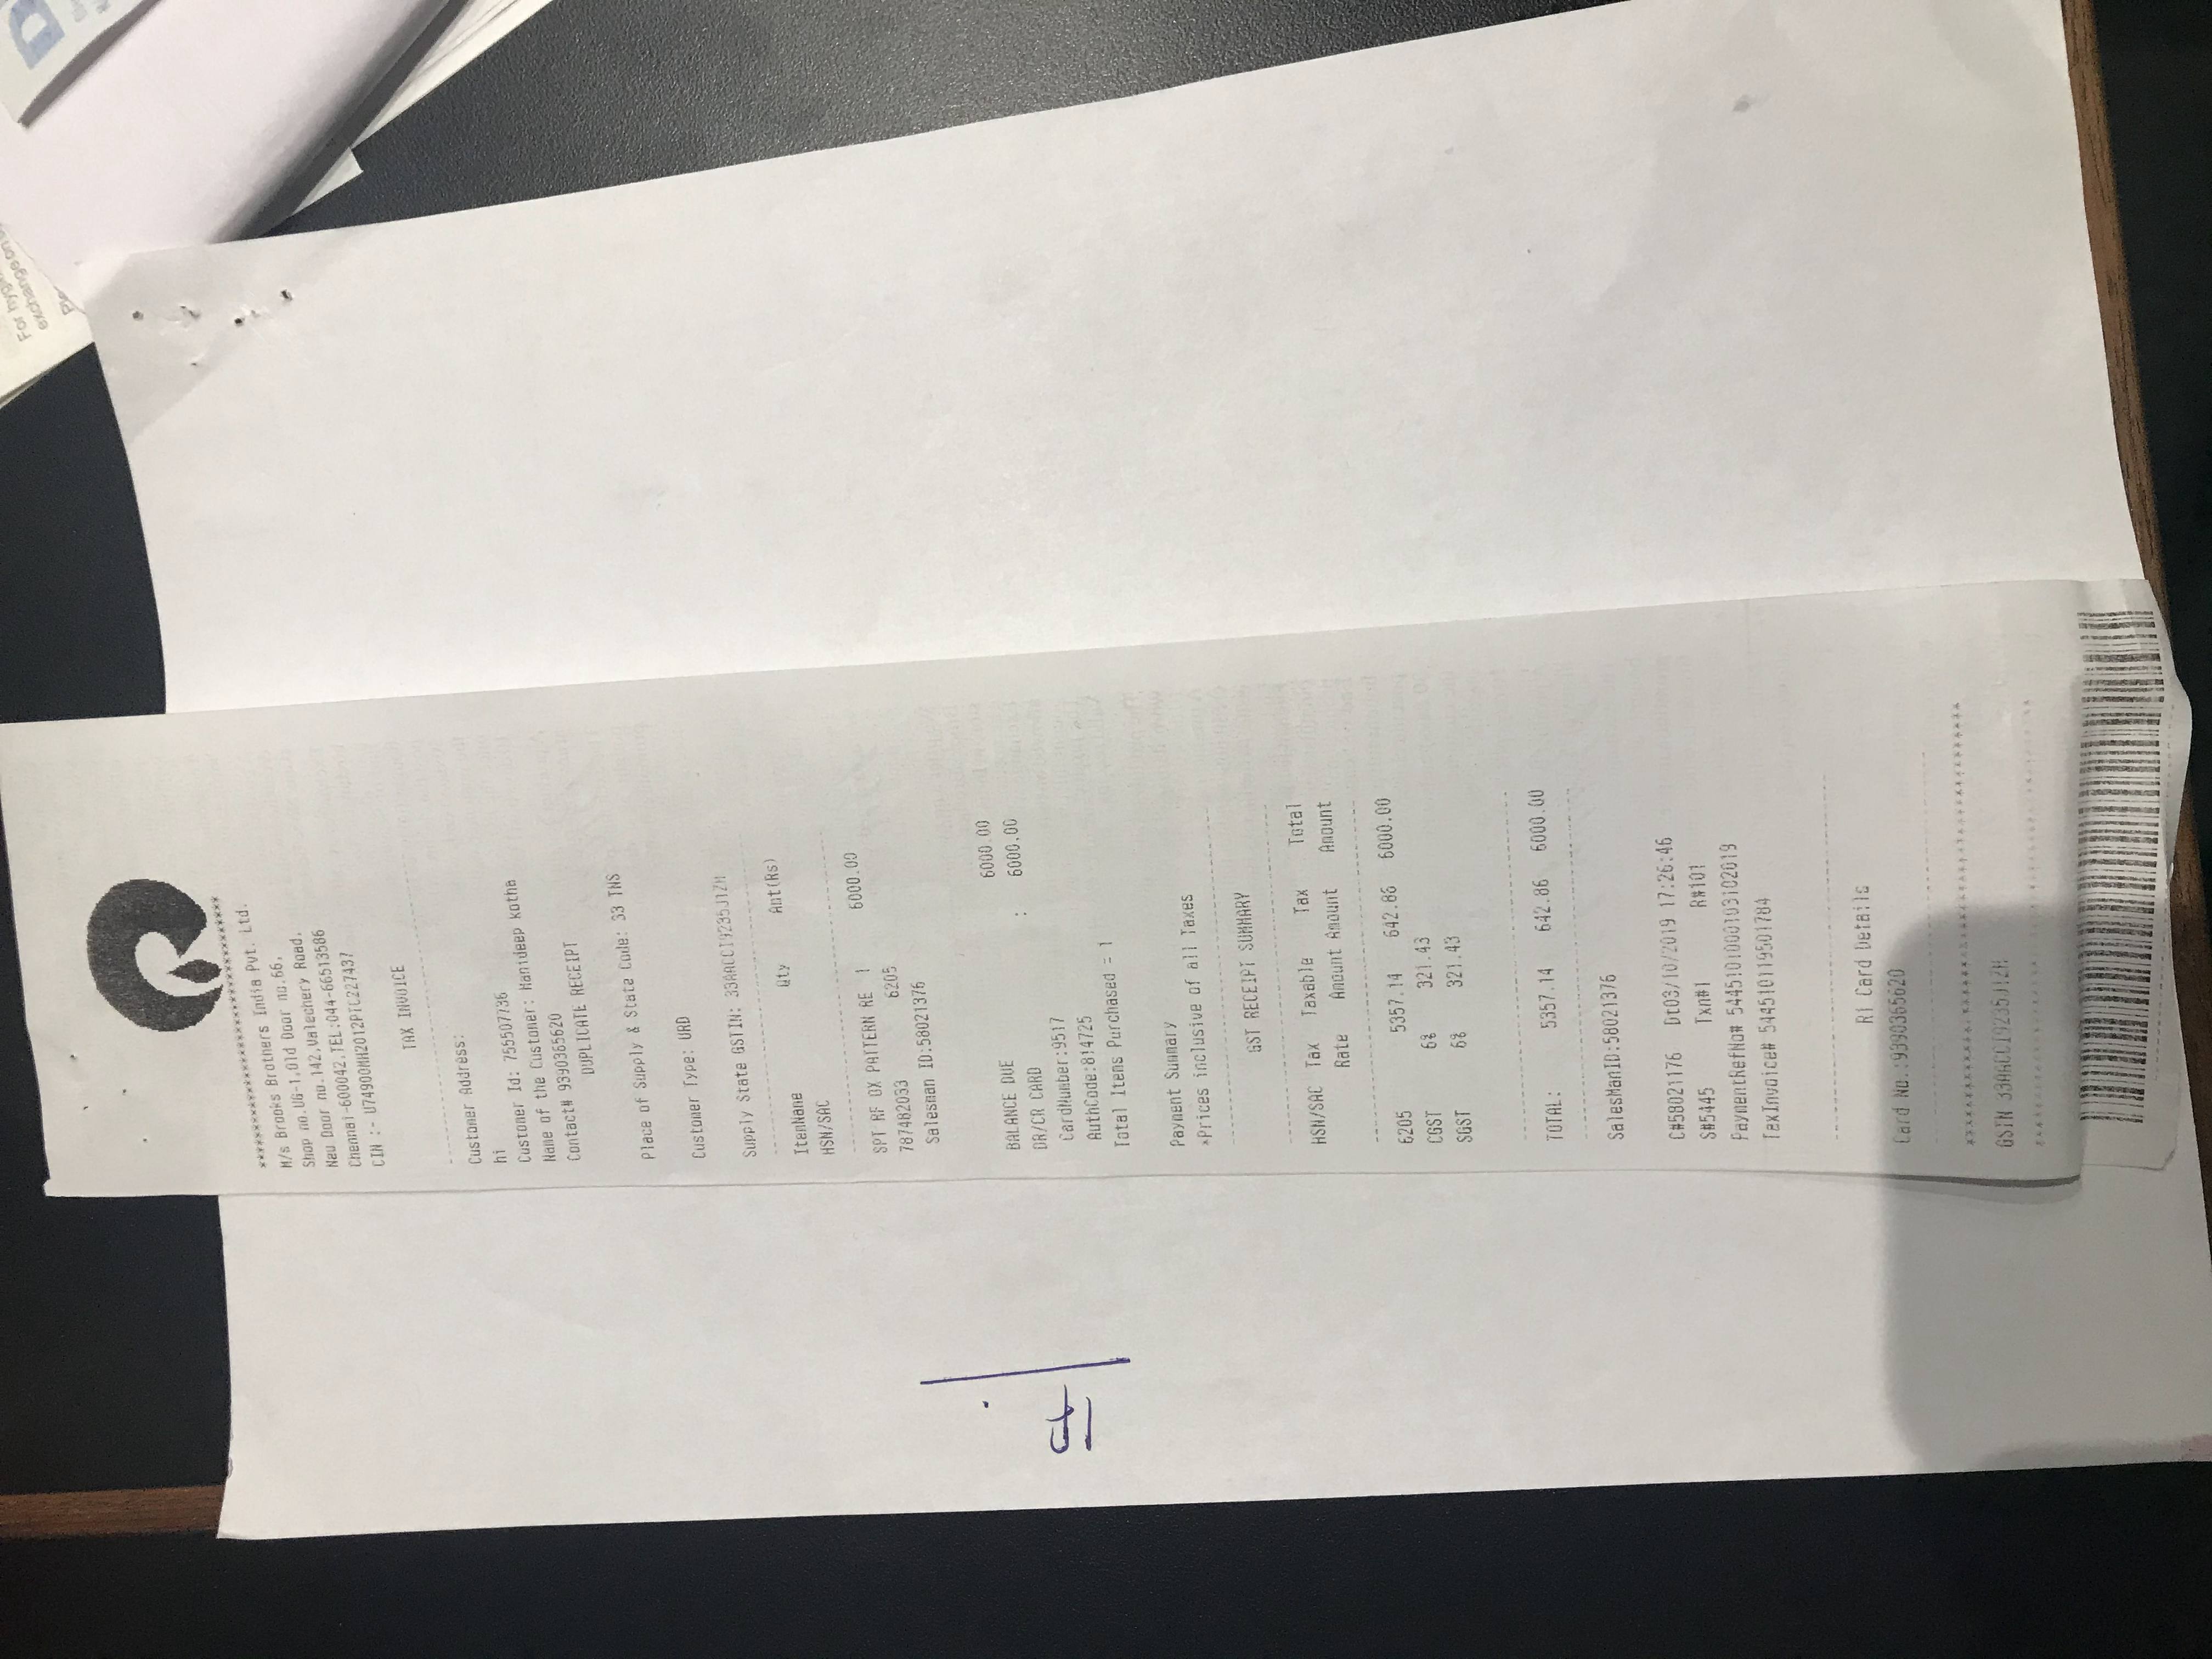 R
***********************************
M/s Brooks Brothers India Pvt. Ltd.
Shop no.UG-1,Old Door no.66,
New Door no.142,Valechery Road,
Chennai-600042,TEL:044-66513586
CIN :- U74900MH2012PTC227437
TAX INVOICE
Customer Address:
hi
Customer Id: 755507736
Name of the Customer: Manideep kotha
Contact# 9390365620
DUPLICATE RECEIPT
Place of Supply & State Code: 33 TNS
Customer Type: URD
Supply State GSTIN: 33AACCI9235J1ZM
ItemName Qty Amt(Rs)
HSN/SAC
SPT RF OX PATTERN RE 1 6000.00
787482033 6205
Salesman ID:58021376
BALANCE DUE 6000.00
DR/CR CARD : 6000.00
CardNumber:9517
AuthCode:814725
Total Items Purchased = 1
Payment Summary
*Prices inclusive of all Taxes
GST RECEIPT SUMMARY
HSN/SAC Tax Taxable Tax Total
Rate Amount Amount Amount
6205 5357.14 642.86 6000.00
CGST 6% 321.43
SGST 6% 321.43
TOTAL: 5357.14 642.86 6000.00
SalesManID:58021376
C#58021176 Dt03/10/2019 17:26:46
S#5445 Txn#1 R#101
PaymentRefNo# 5445101000103102019
TaxInvoice# 544510119501784
R1 Card Details
Card No.:9390365620
GSTN 33AACCI9235J1ZM
For
exchange on